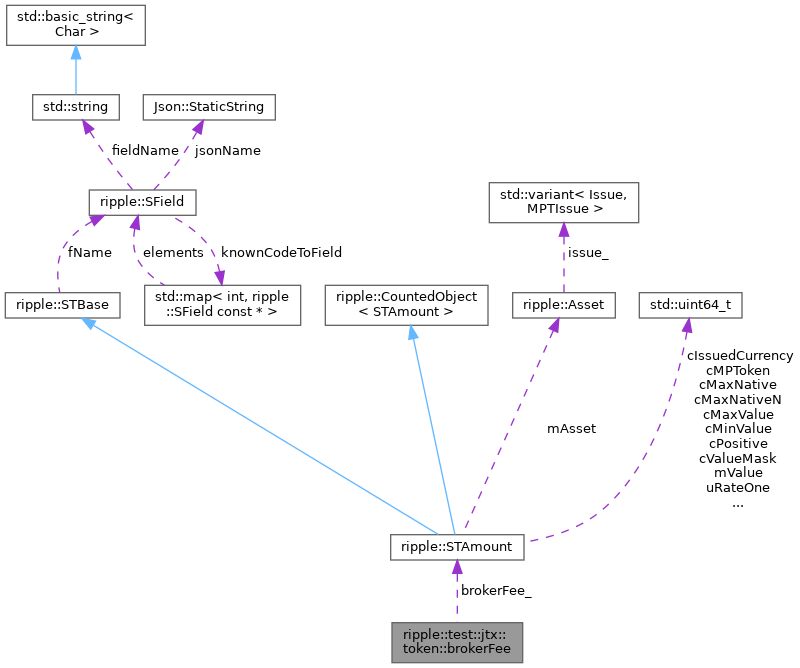 std::basic_string<
Char >
std::string
Json::StaticString
fieldName
jsonName
ripple::SField
std::variant< Issue,
MPTIssue >
fName
elements
knownCodeToField
issue_
ripple::STBase
std::map< int, ripple
::SField const * >
ripple::CountedObject
< STAmount >
ripple::Asset
std::uint64_t
cIssuedCurrency
cMPToken
cMaxNative
cMaxNativeN
cMaxValue
cMinValue
cPositive
cValueMask
mValue
uRateOne
...
mAsset
ripple::STAmount
brokerFee_
ripple::test::jtx::
token::brokerFee